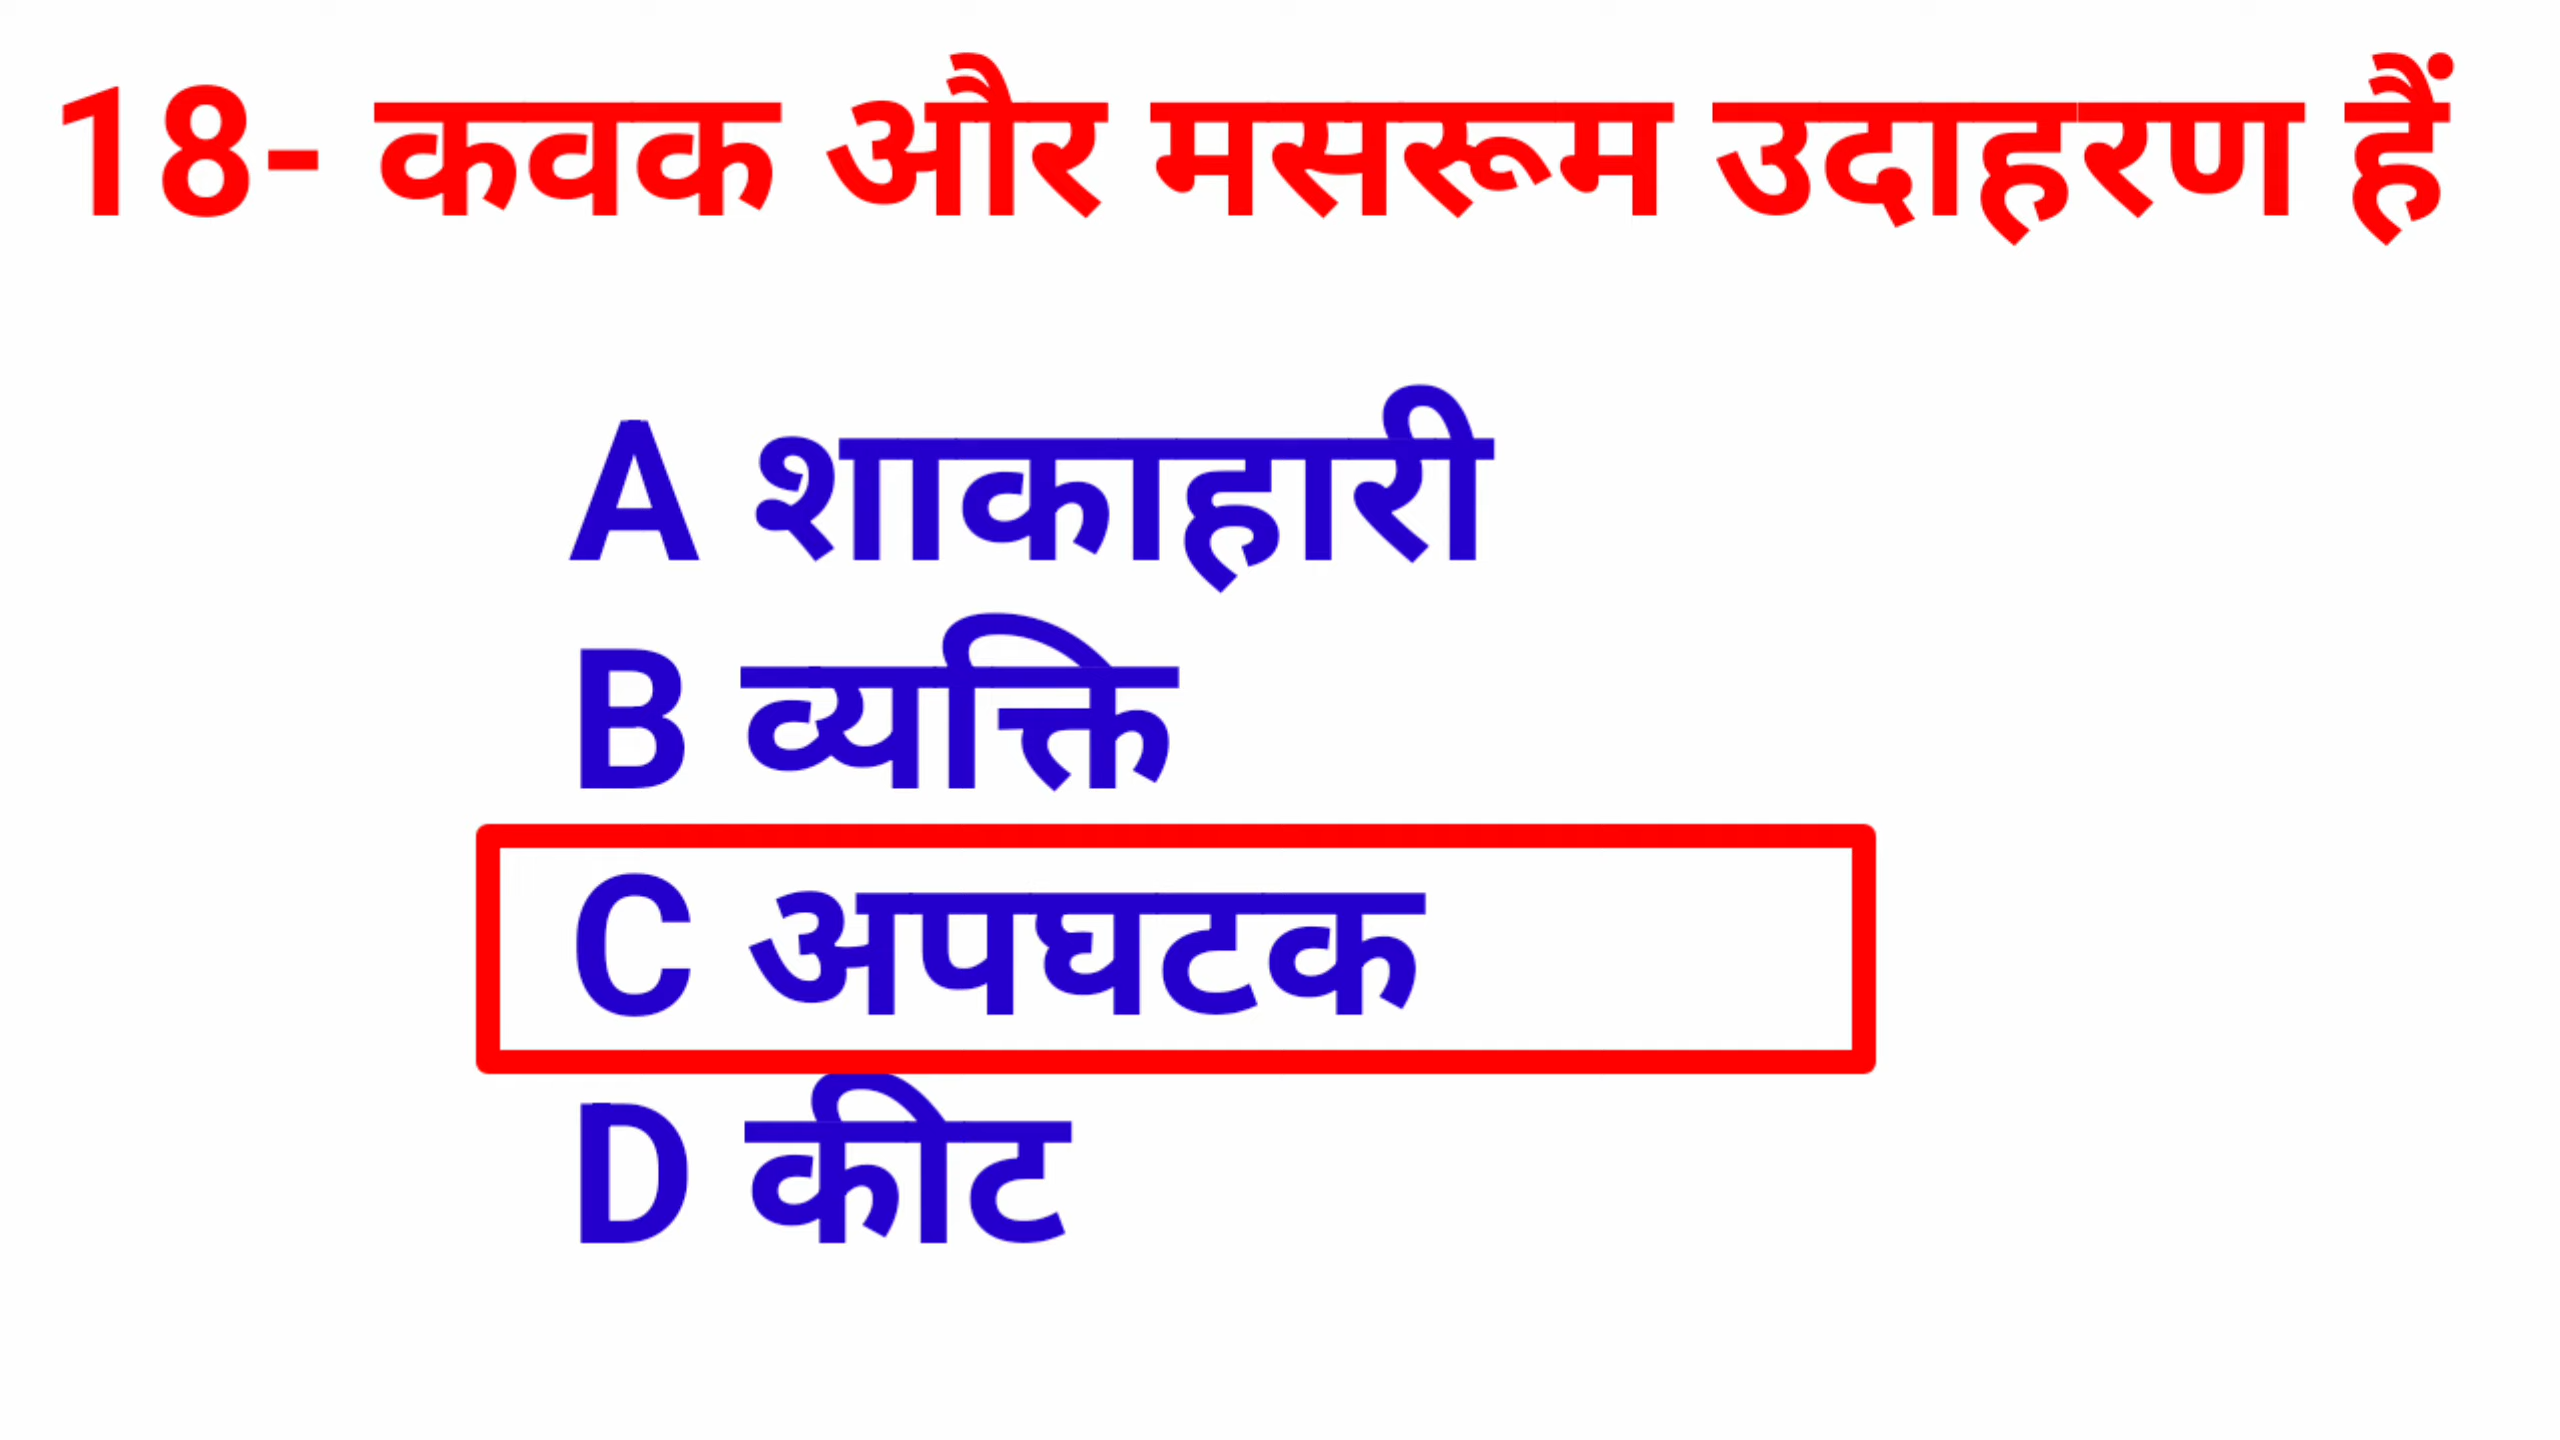 18- कवक और मसरूम उदाहरण हैं
A शाकाहारी
B व्यक्ति
C अपघटक
D कीट